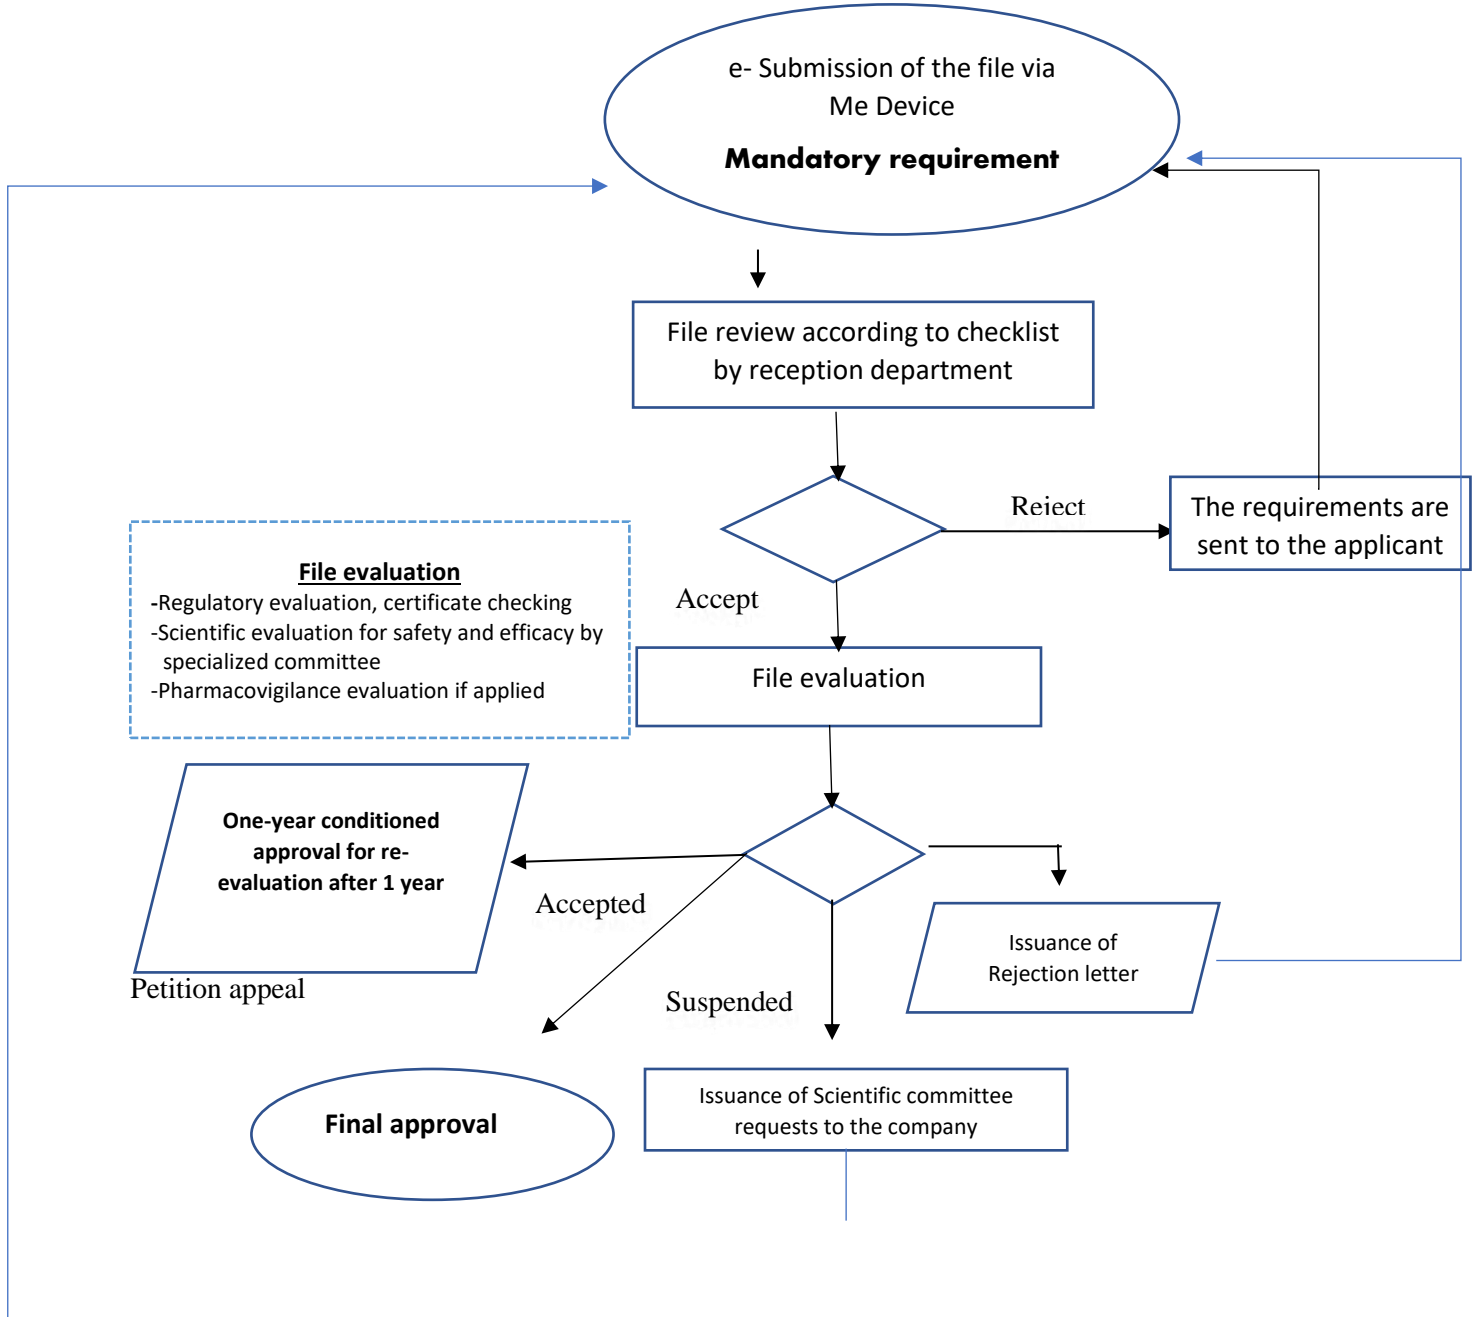 e- Submission of the file via
Me Device
Mandatory requirement
File review according to checklist
by reception department
Reject
The requirements are
sent to the applicant
Accept
File evaluation
-Regulatory evaluation, certificate checking
-Scientific evaluation for safety and efficacy by
specialized committee
-Pharmacovigilance evaluation if applied
File evaluation
One-year conditioned
approval for re-
evaluation after 1 year
Accepted
Petition appeal
Suspended
Issuance of
Rejection letter
Final approval
Issuance of Scientific committee
requests to the company